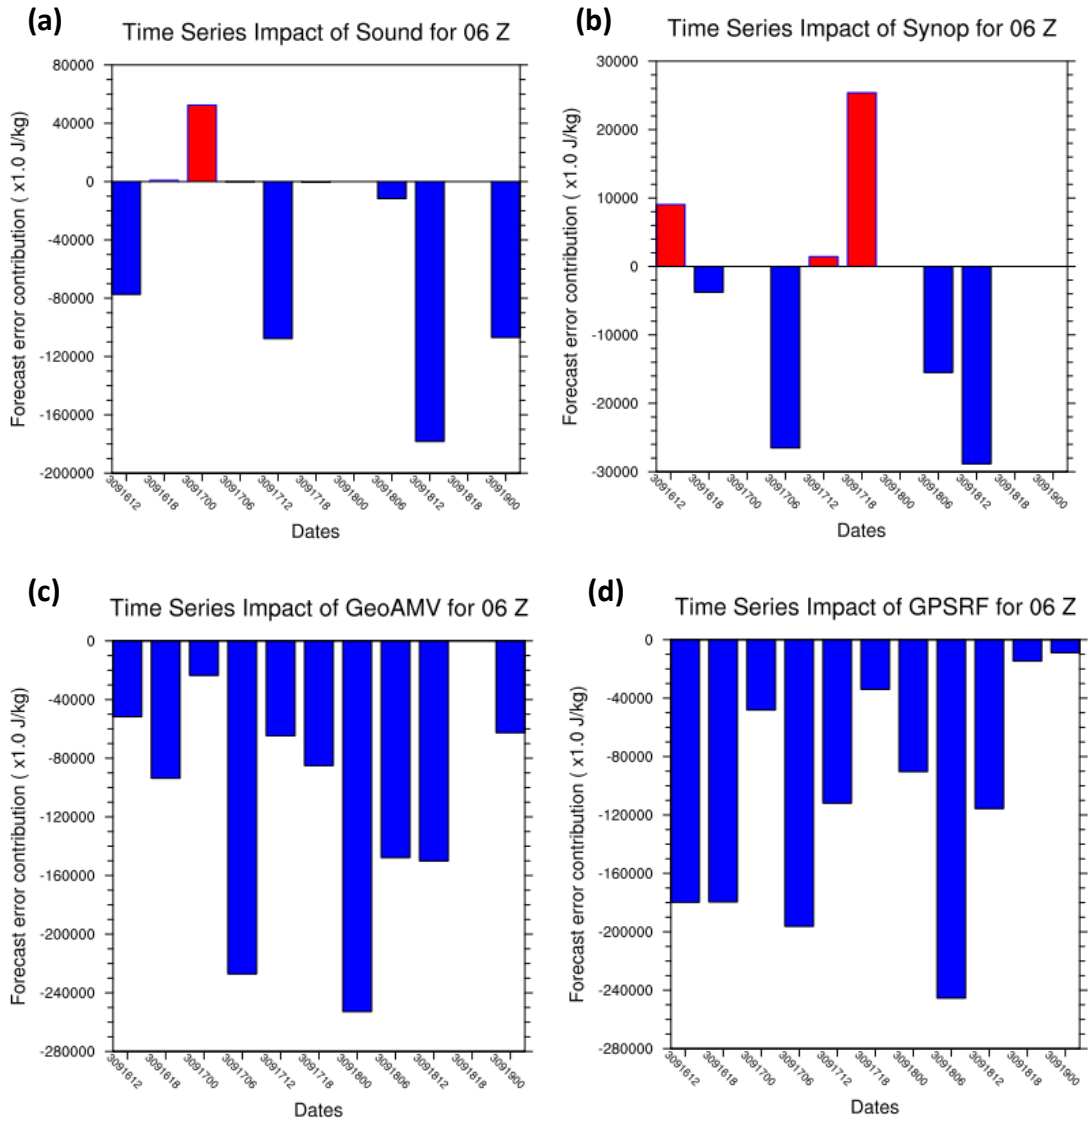 (a)
Time Series Impact of Sound for 06 Z
Forecast error contribution ( x1.0 J/kg)
80000
40000
0
-40000
-80000
-120000
-160000
-200000
3091612 3091618 3091700 3091706 3091712 3091718 3091800 3091806 3091812 3091818 3091900
Dates
(b)
Time Series Impact of Synop for 06 Z
Forecast error contribution ( x1.0 J/kg)
30000
20000
10000
0
-10000
-20000
-30000
3091612 3091618 3091700 3091706 3091712 3091718 3091800 3091806 3091812 3091818 3091900
Dates
(c)
Time Series Impact of GeoAMV for 06 Z
Forecast error contribution ( x1.0 J/kg)
0
-40000
-80000
-120000
-160000
-200000
-240000
-280000
3091612 3091618 3091700 3091706 3091712 3091718 3091800 3091806 3091812 3091818 3091900
Dates
(d)
Time Series Impact of GPSRF for 06 Z
Forecast error contribution ( x1.0 J/kg)
0
-40000
-80000
-120000
-160000
-200000
-240000
-280000
3091612 3091618 3091700 3091706 3091712 3091718 3091800 3091806 3091812 3091818 3091900
Dates